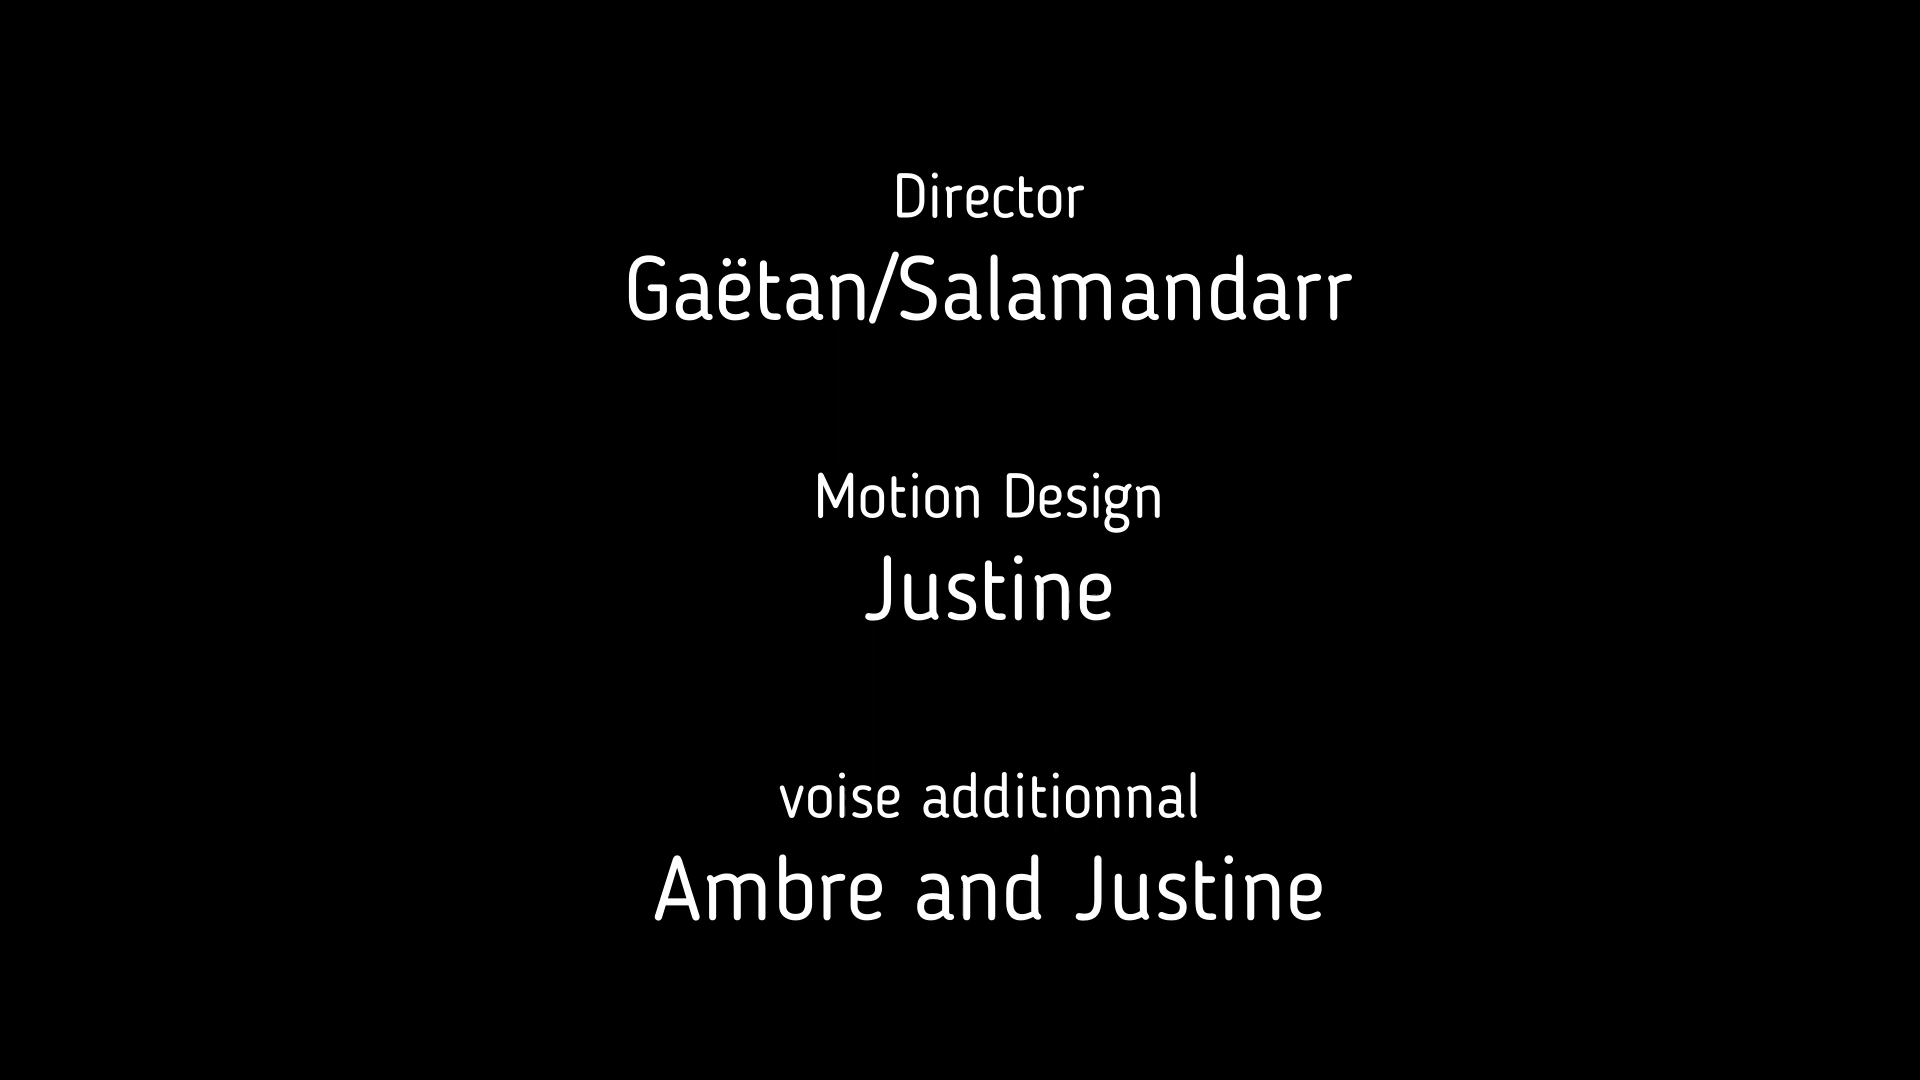 Director
Gaëtan/Salamandarr
Motion Design
Justine
voise additionnal
Ambre and Justine